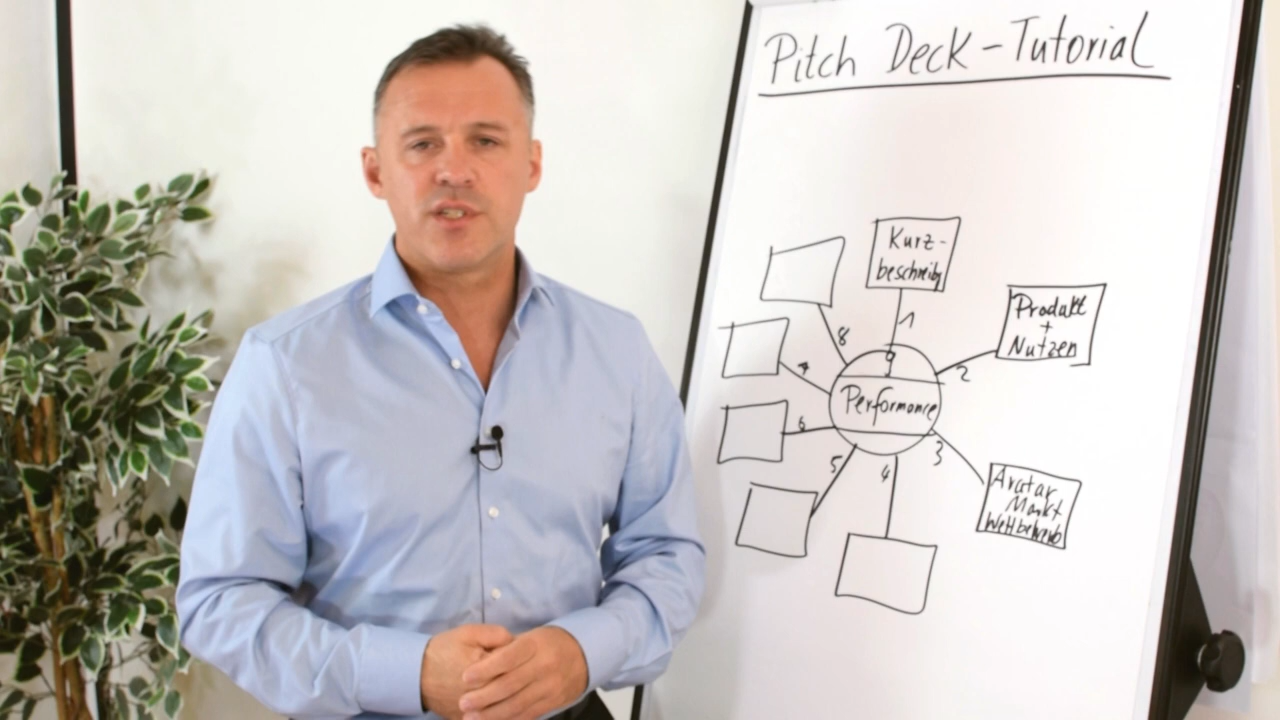 Pitch Deck - Tutorial
Kurz-
beschreibg
1
Produkt
+
Nutzen
2
Avatar
Markt
Wettbewerb
3
4
5
6
7
8
9
Performance